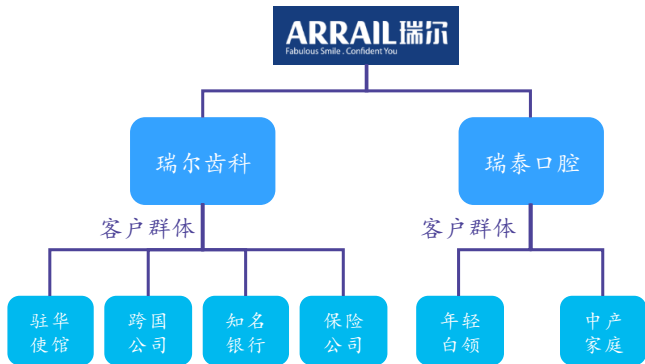 ARRAIL瑞尔
Fabulous Smile . Confident You
瑞尔齿科
瑞泰口腔
客户群体
客户群体
驻华
使馆
跨国
公司
知名
银行
保险
公司
年轻
白领
中产
家庭